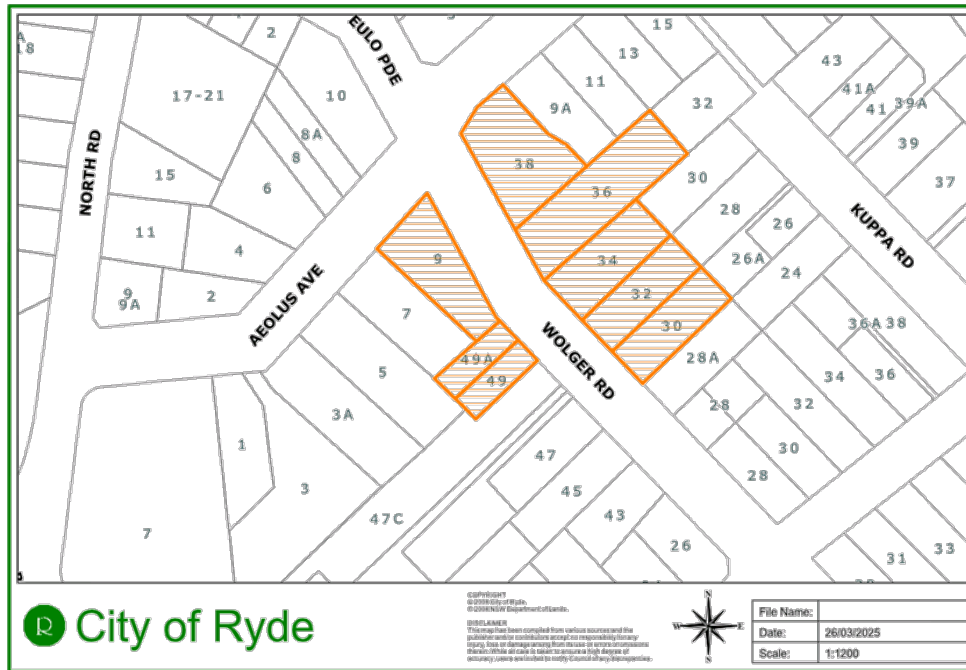 EULO PDE
2
15
13
11
9A
32
43
41A
41
39A
39
37
18
17-21
10
8A
8
6
15
NORTH RD
11
4
9
9A
2
AEOLUS AVE
38
36
30
28
26
26A
24
KUPPA RD
34
32
30
9
7
5
3A
3
1
7
49A
49
WOLGER RD
28A
36A 38
36
34
32
30
28
28
47
45
43
47C
26
31
33
City of Ryde
COPYRIGHT
DISCLAIMER
N
W
E
S
File Name:
Date: 26/03/2025
Scale: 1:1200